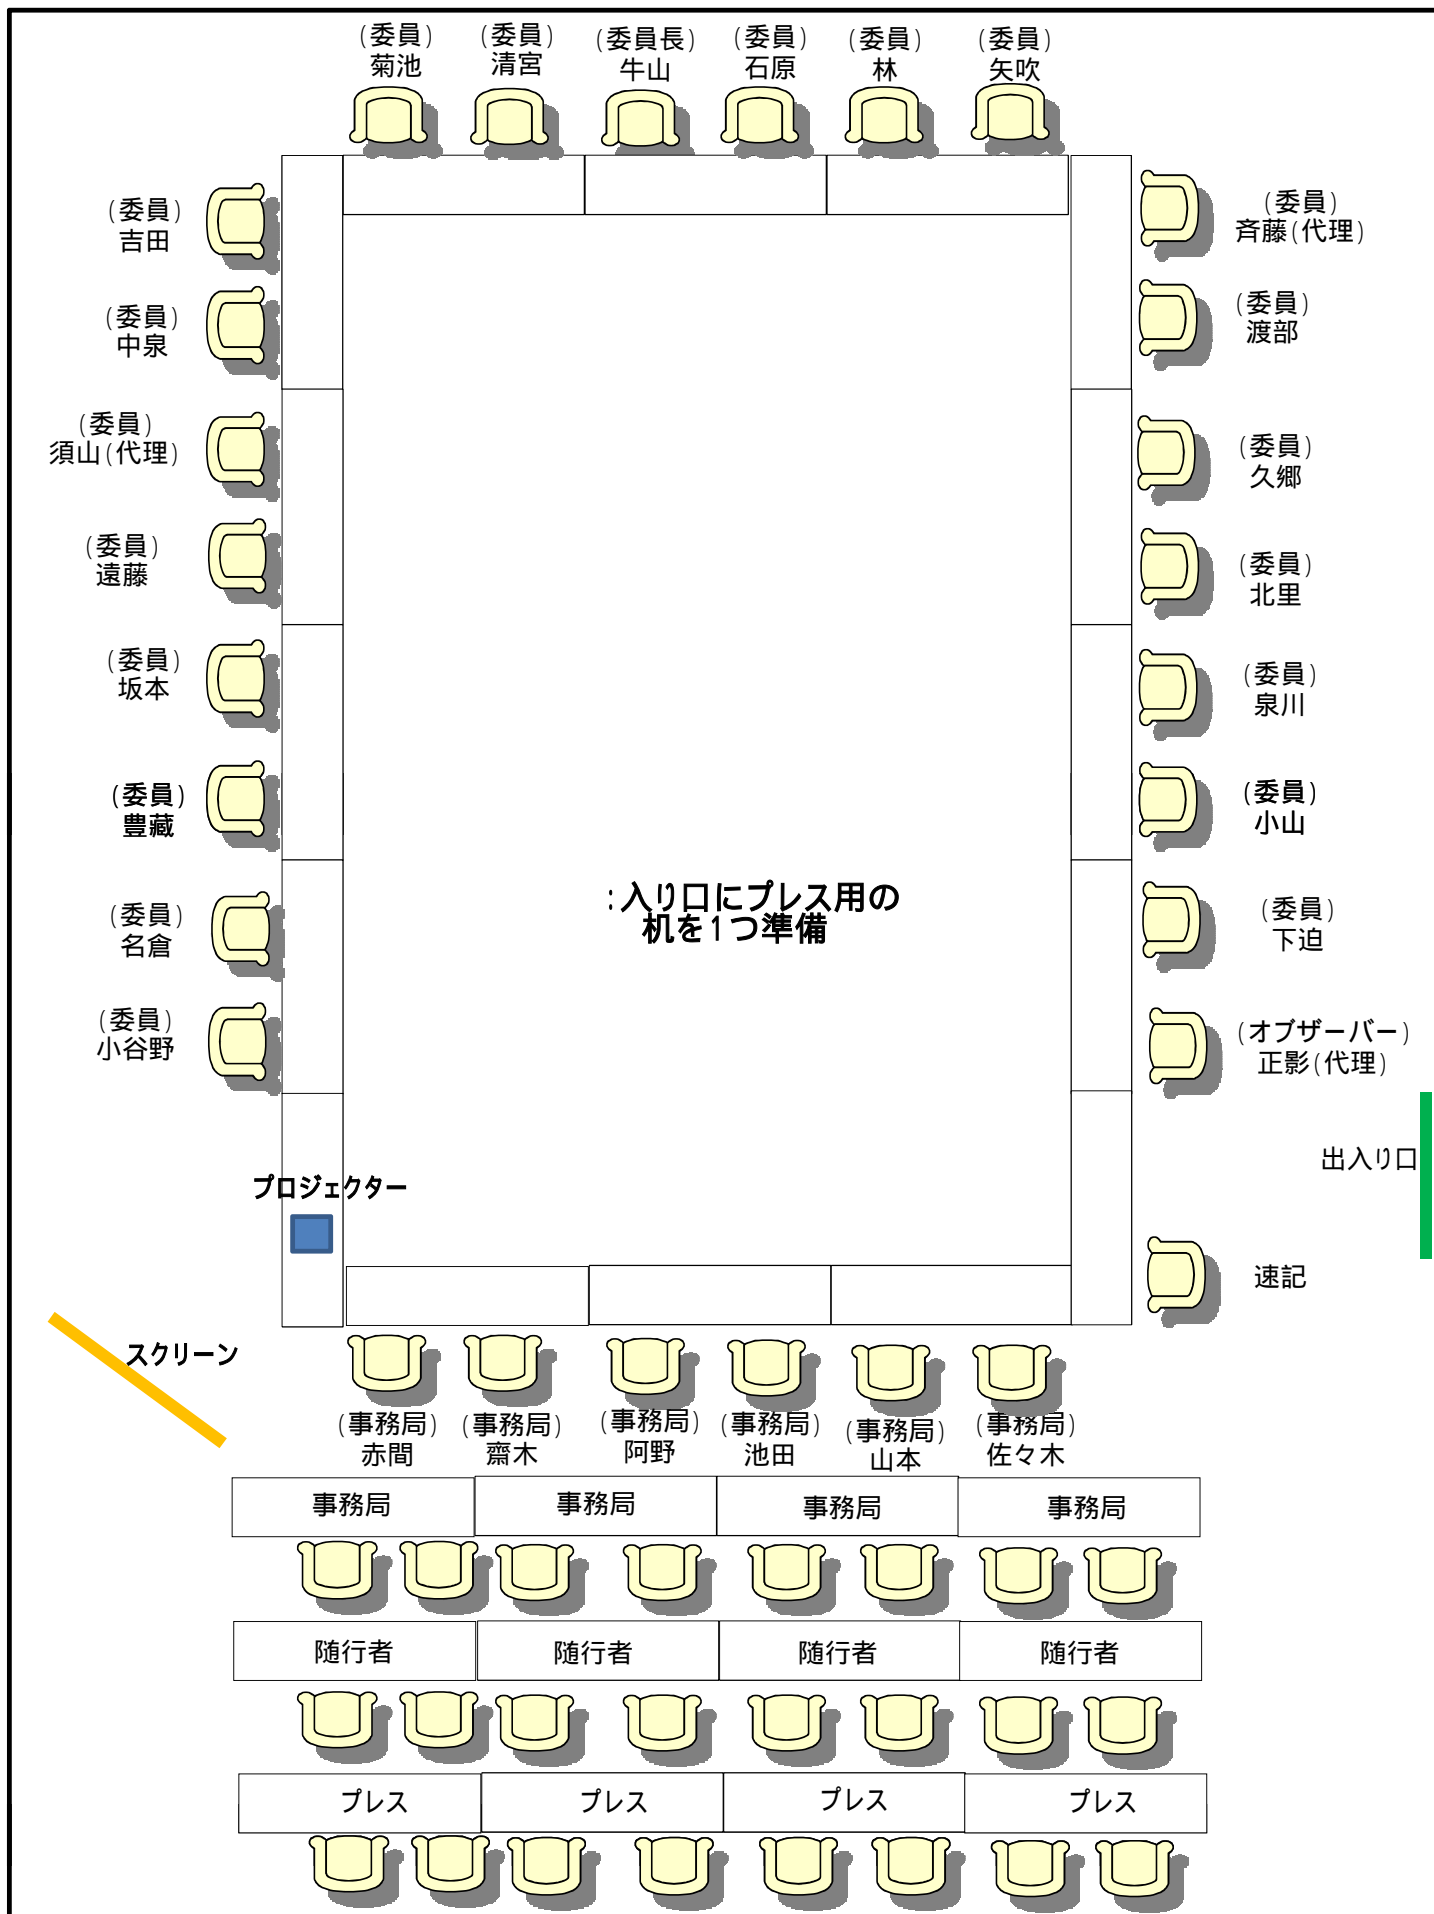 (委員)
菊池
(委員)
清宮
(委員長)
牛山
(委員)
石原
(委員)
林
(委員)
矢吹
(委員)
吉田
(委員)
中泉
(委員)
須山(代理)
(委員)
遠藤
(委員)
坂本
(委員)
豊藏
(委員)
名倉
(委員)
小谷野
(委員)
斉藤(代理)
(委員)
渡部
(委員)
久郷
(委員)
北里
(委員)
泉川
(委員)
小山
(委員)
下迫
(オブザーバー)
正影(代理)
:入り口にプレス用の
机を1つ準備
出入り口
プロジェクター
速記
スクリーン
(事務局)
赤間
(事務局)
齋木
(事務局)
阿野
(事務局)
池田
(事務局)
山本
(事務局)
佐々木
事務局
事務局
事務局
事務局
随行者
随行者
随行者
随行者
プレス
プレス
プレス
プレス